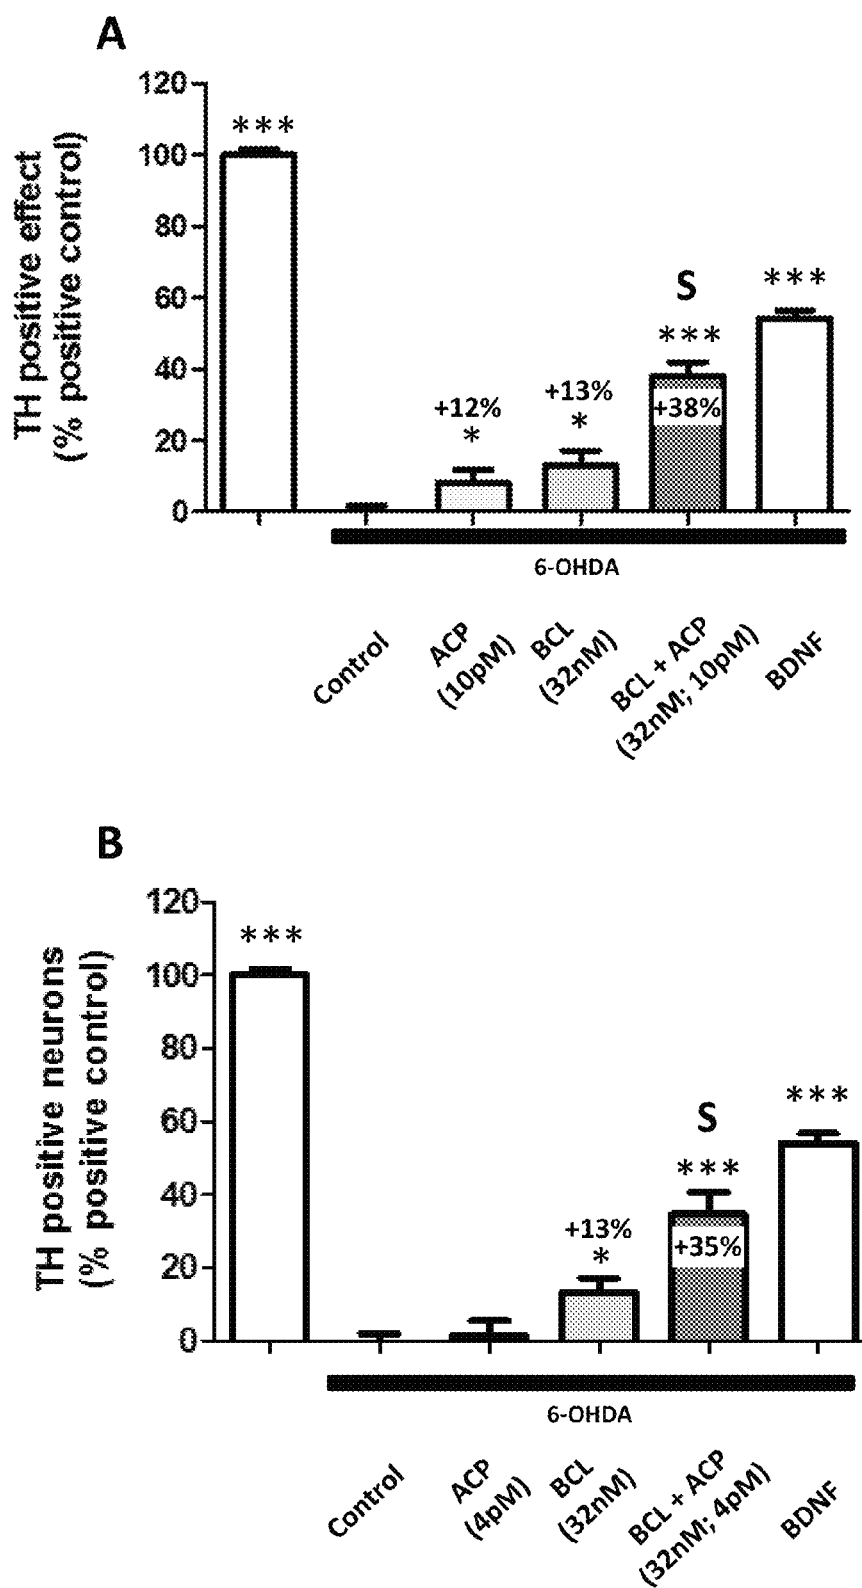 A
TH positive effect
(% positive control)
120
100
80
60
40
20
0
***
+12%
*
+13%
*
S
***
+38%
***
6-OHDA
Control
ACP
(10pM)
BCL
(32nM)
BCL + ACP
(32nM; 10pM)
BDNF
B
TH positive neurons
(% positive control)
120
100
80
60
40
20
0
***
+13%
*
S
***
+35%
***
6-OHDA
Control
ACP
(4pM)
BCL
(32nM)
BCL + ACP
(32nM; 4pM)
BDNF